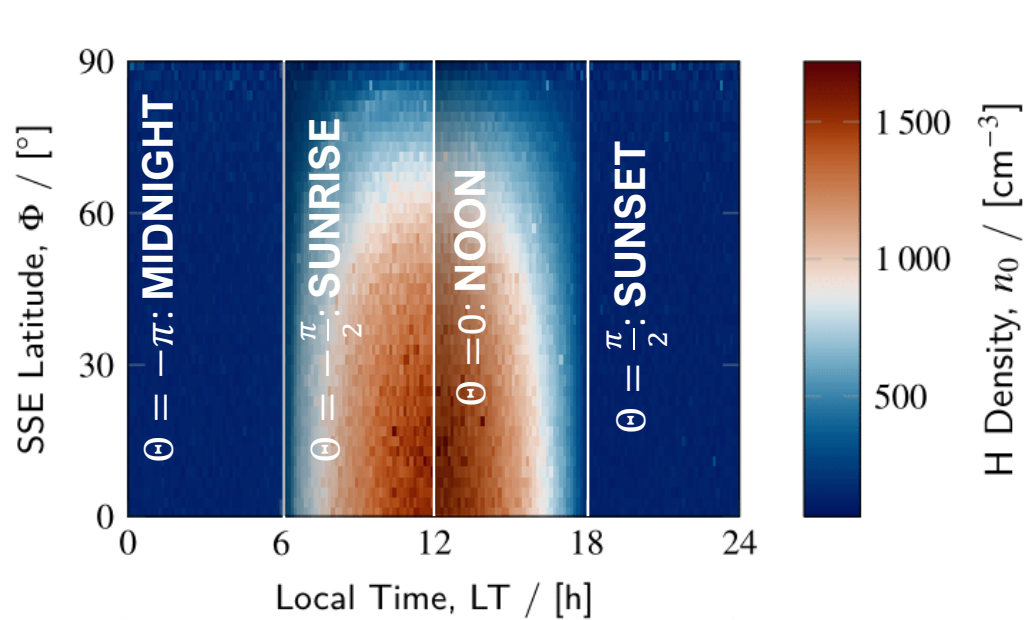 90
60
30
0
0 6 12 18 24
SSE Latitude, Φ / [°]
Local Time, LT / [h]
Θ = −π: MIDNIGHT
Θ = −π/2: SUNRISE
Θ =0: NOON
Θ = π/2: SUNSET
1 500
1 000
500
H Density, n₀ / [cm⁻³]